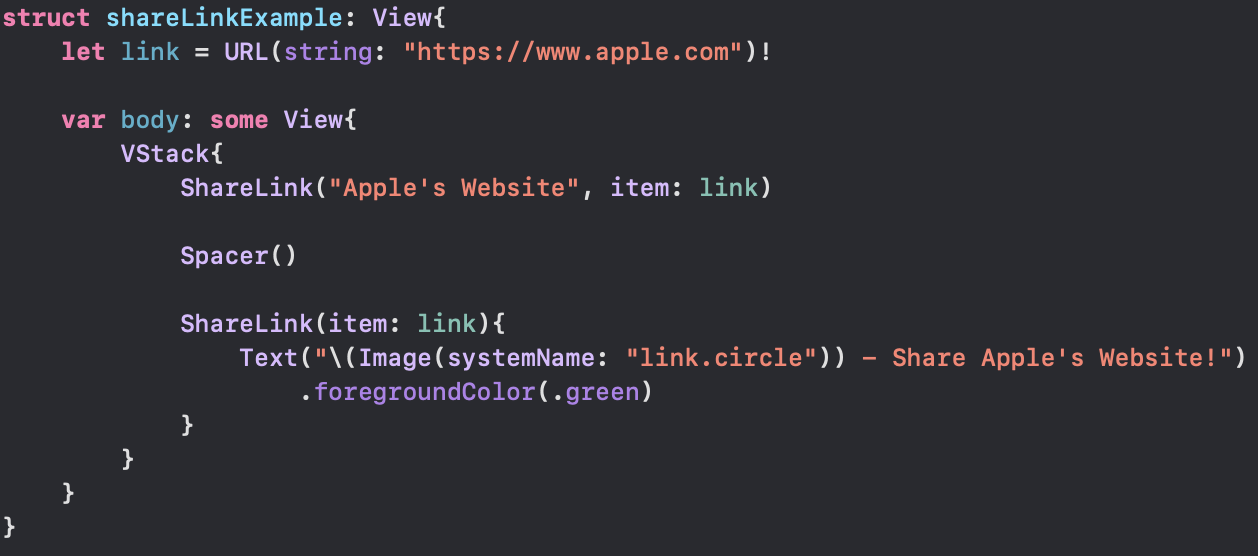 struct shareLinkExample: View{
    let link = URL(string: "https://www.apple.com")!
    var body: some View{
        VStack{
            ShareLink("Apple's Website", item: link)
            Spacer()
            ShareLink(item: link){
                Text("\(Image(systemName: "link.circle")) – Share Apple's Website!")
                    .foregroundColor(.green)
            }
        }
    }
}